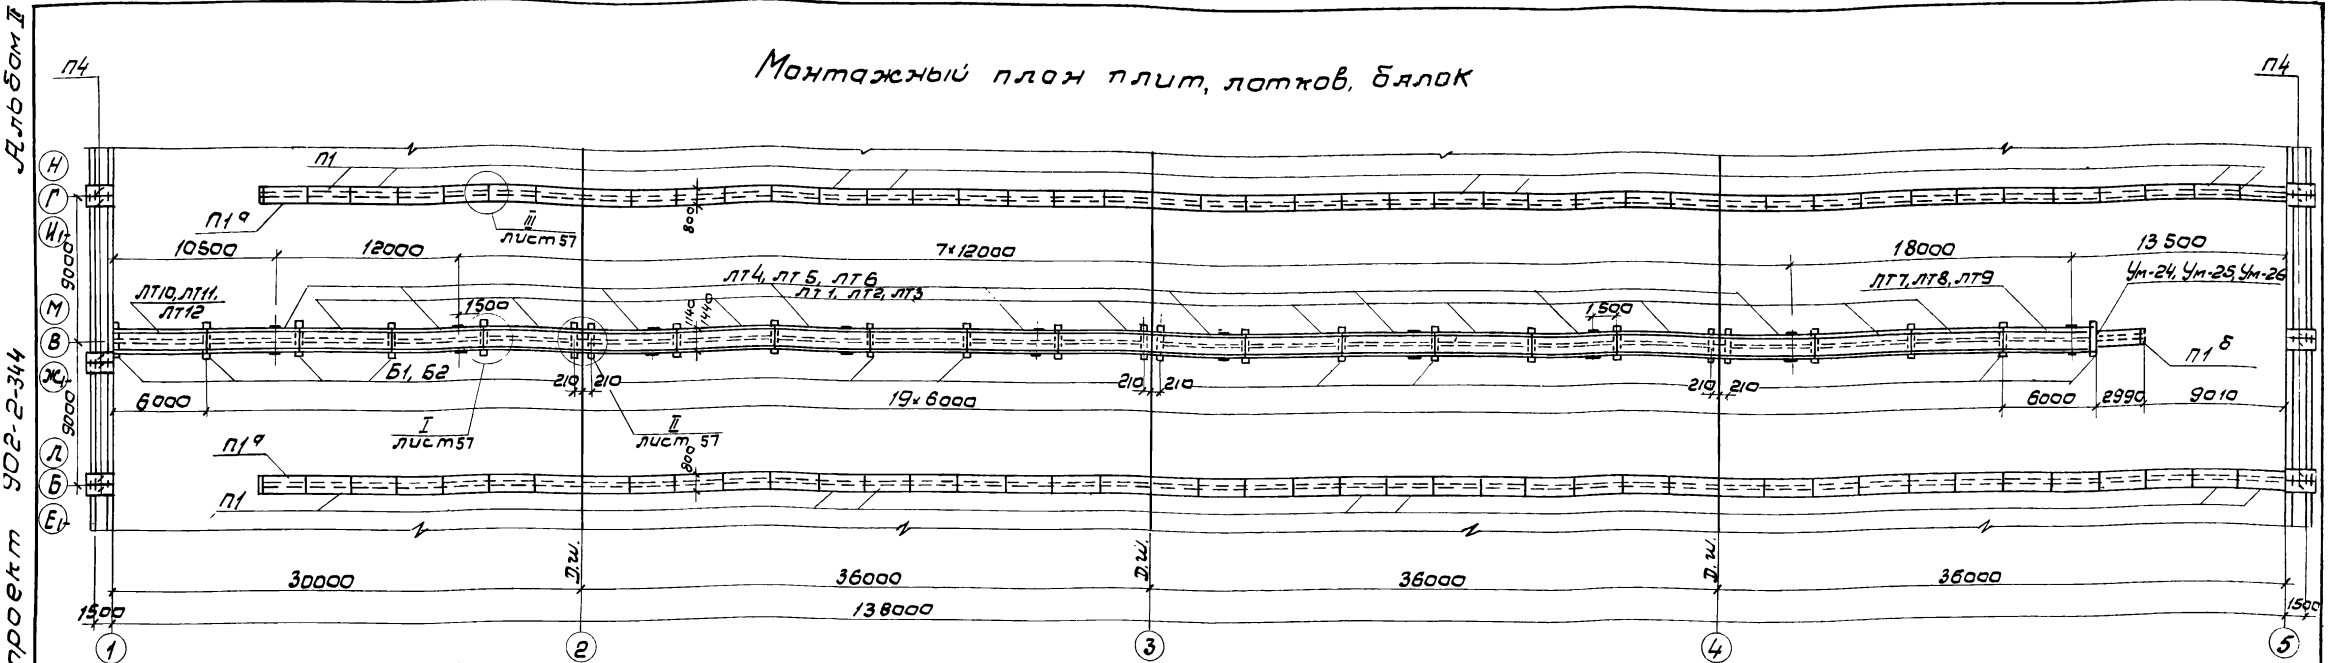 Альбом II
проект 902-2-344
Монтажный план плит, лотков, балок
П4
П4
Н
Г
И1
М
В
Ж1
Л
Б
Е1
П1
П1а
III
лист 57
800
9000
10500
12000
7×12000
18000
13500
ЛТ10, ЛТ11,
ЛТ12
1500
ЛТ4, ЛТ5, ЛТ6
ЛТ1, ЛТ2, ЛТ3
1140
1440
1500
ЛТ7, ЛТ8, ЛТ9
Ум-24, Ум-25, Ум-26
Б1, Б2
210
210
210
210
210
210
П1б
9000
6000
19×6000
6000
2990
9010
I
лист 57
II
лист 57
П1а
П1
800
Д.Ш.
Д.Ш.
Д.Ш.
30000
36000
36000
36000
1500
138000
1500
1
2
3
4
5